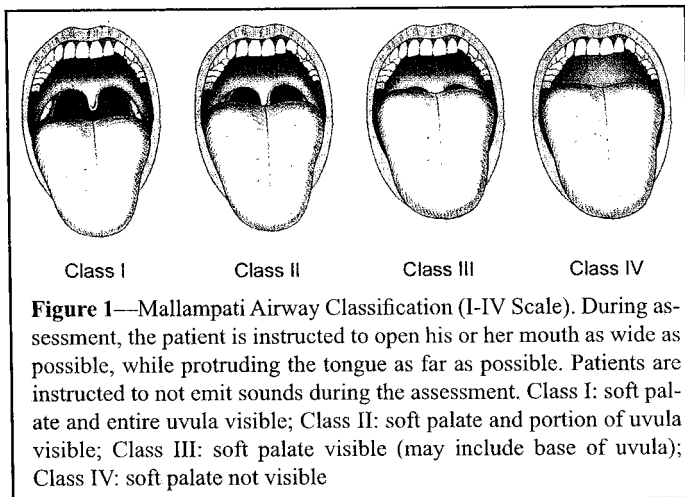 Class I Class II Class III Class IV
Figure 1—Mallampati Airway Classification (I-IV Scale). During as-
sessment, the patient is instructed to open his or her mouth as wide as
possible, while protruding the tongue as far as possible. Patients are
instructed to not emit sounds during the assessment. Class I: soft pal-
ate and entire uvula visible; Class II: soft palate and portion of uvula
visible; Class III: soft palate visible (may include base of uvula);
Class IV: soft palate not visible